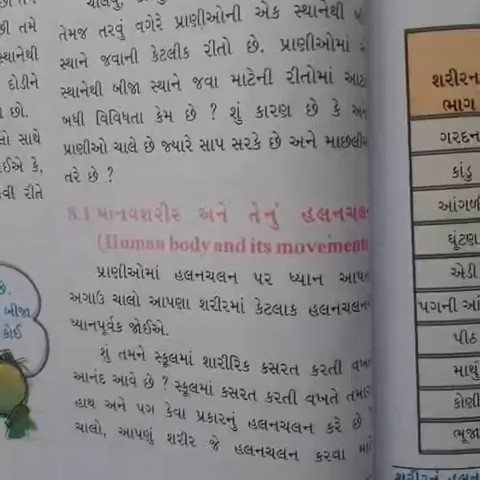 તેમજ તરવું વગેરે પ્રાણીઓની એક સ્થાનેથી
સ્થાને જવાની કેટલીક રીતો છે. પ્રાણીઓમાં
સ્થાનેથી બીજા સ્થાને જવા માટેની રીતોમાં
બધી વિવિધતા કેમ છે ? શું કારણ છે કે
પ્રાણીઓ ચાલે છે જ્યારે સાપ સરકે છે અને
તરે છે ?
8.1 માનવશરીર અને તેનું હલનચલ
(Human body and its movement
પ્રાણીઓમાં હલનચલન પર ધ્યાન
અગાઉ ચાલો આપણા શરીરમાં કેટલાક હલનચલન
ધ્યાનપૂર્વક જોઈએ.
શું તમને સ્કૂલમાં શારીરિક કસરત કરતી
આનંદ આવે છે ? સ્કૂલમાં કસરત કરતી વખતે
હાથ અને પગ કેવા પ્રકારનું હલનચલન કરે છે
ચાલો, આપણું શરીર જે હલનચલન કરવા
છે.
બીજા
કોઈ
શરીરના
ભાગ
ગરદન
કાંડુ
આંગળી
ઘૂંટણ
એડી
પગની
પીઠ
માથું
કોણી
ભૂજા